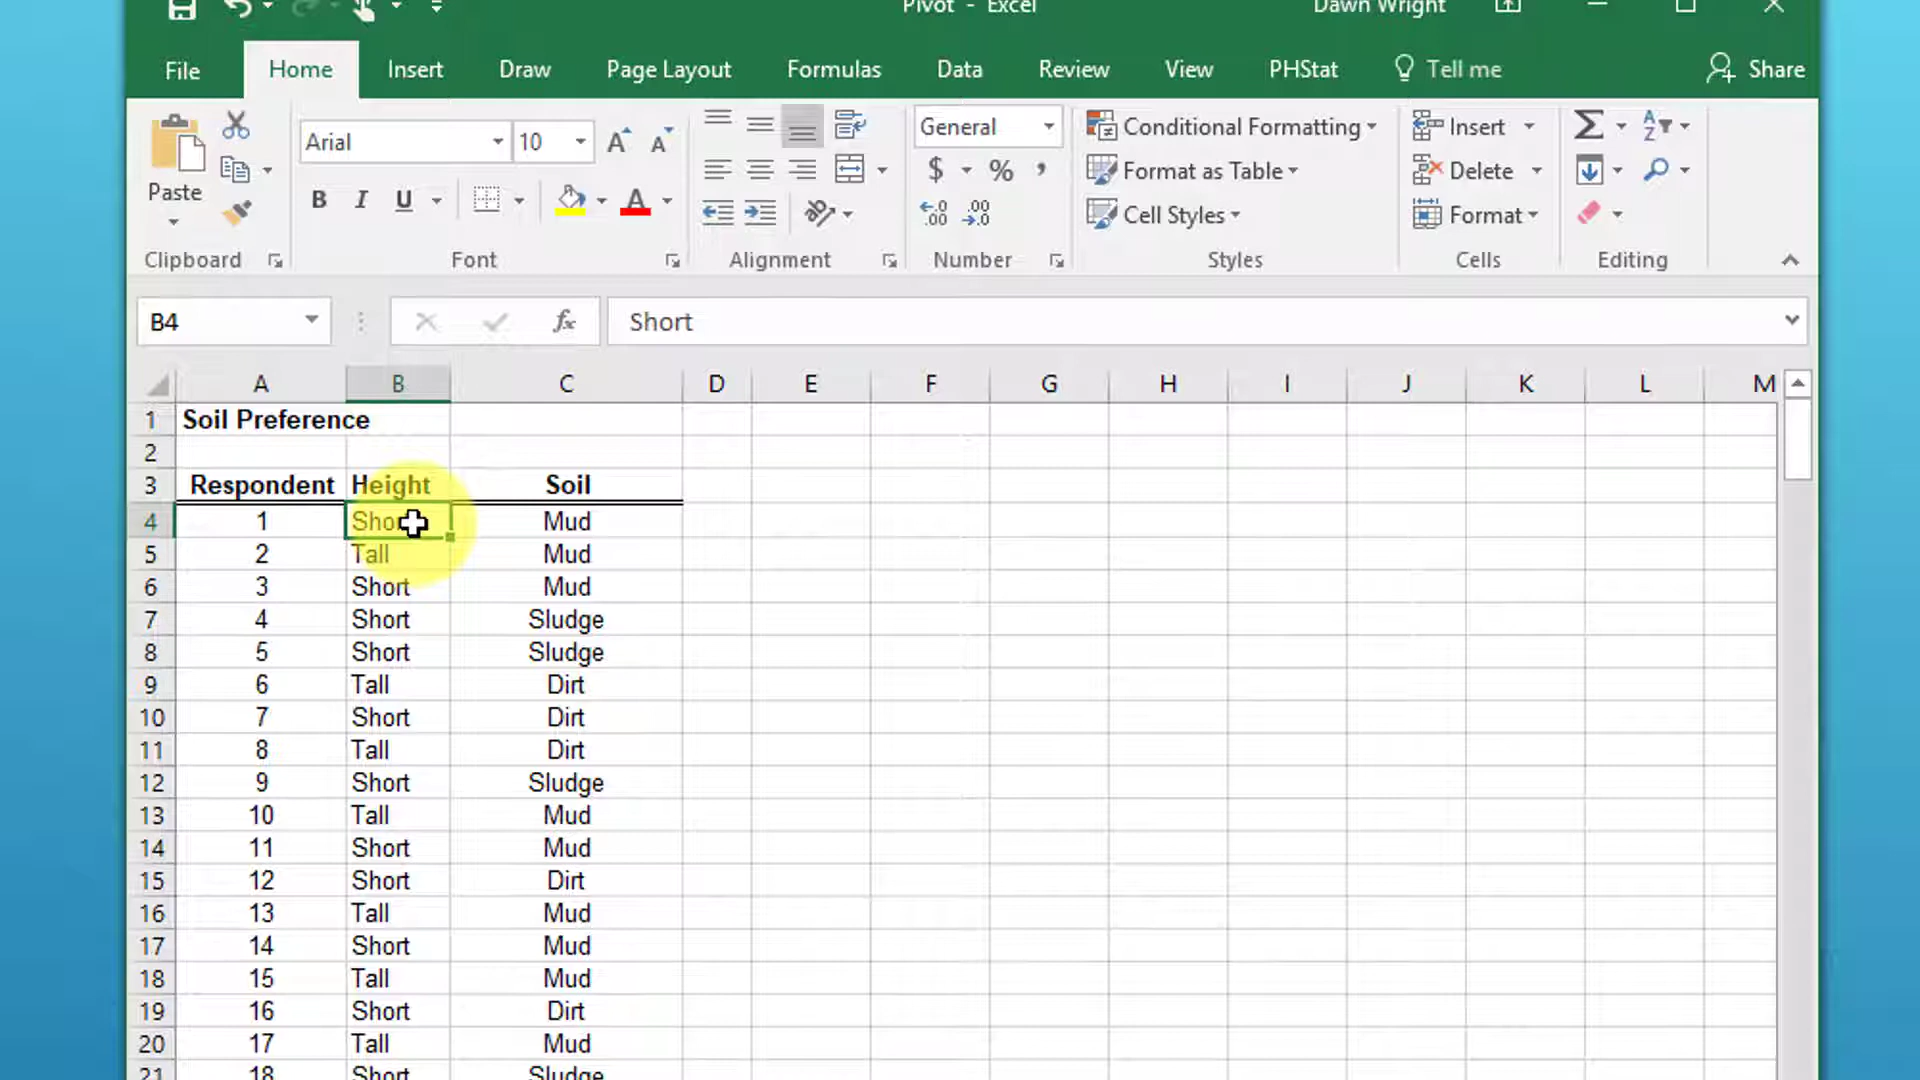 Pivot - Excel
Dawn Wright
File Home Insert Draw Page Layout Formulas Data Review View PHStat Tell me Share
Paste
Arial 10
B I U A
General
$ % ,
Conditional Formatting
Format as Table
Cell Styles
Insert
Delete
Format
Clipboard Font Alignment Number Styles Cells Editing
B4 fx Short
A B C D E F G H I J K L M
1 Soil Preference
2
3 Respondent Height Soil
4 1 Short Mud
5 2 Tall Mud
6 3 Short Mud
7 4 Short Sludge
8 5 Short Sludge
9 6 Tall Dirt
10 7 Short Dirt
11 8 Tall Dirt
12 9 Short Sludge
13 10 Tall Mud
14 11 Short Mud
15 12 Short Dirt
16 13 Tall Mud
17 14 Short Mud
18 15 Tall Mud
19 16 Short Dirt
20 17 Tall Mud
21 18 Short Sludge